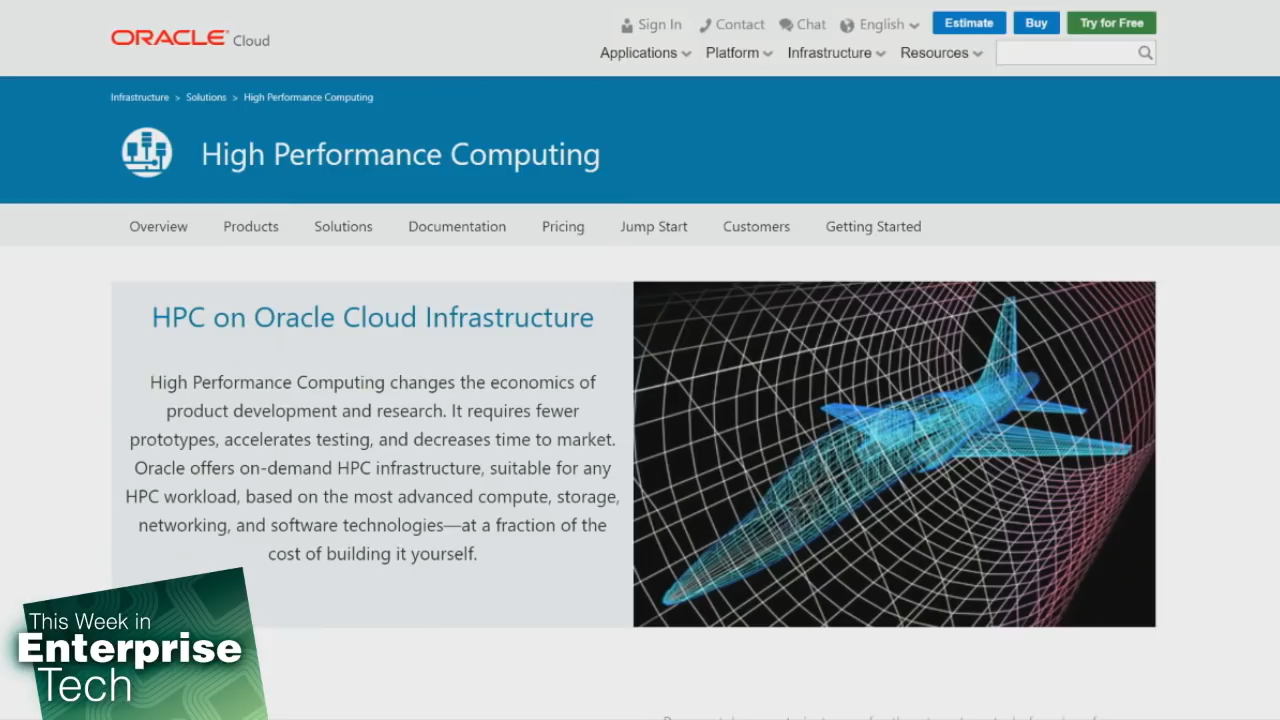 ORACLE Cloud
Sign In Contact Chat English Estimate Buy Try for Free
Applications Platform Infrastructure Resources
Infrastructure > Solutions > High Performance Computing
High Performance Computing
Overview Products Solutions Documentation Pricing Jump Start Customers Getting Started
HPC on Oracle Cloud Infrastructure
High Performance Computing changes the economics of
product development and research. It requires fewer
prototypes, accelerates testing, and decreases time to market.
Oracle offers on-demand HPC infrastructure, suitable for any
HPC workload, based on the most advanced compute, storage,
networking, and software technologies—at a fraction of the
cost of building it yourself.
This Week in
Enterprise
Tech